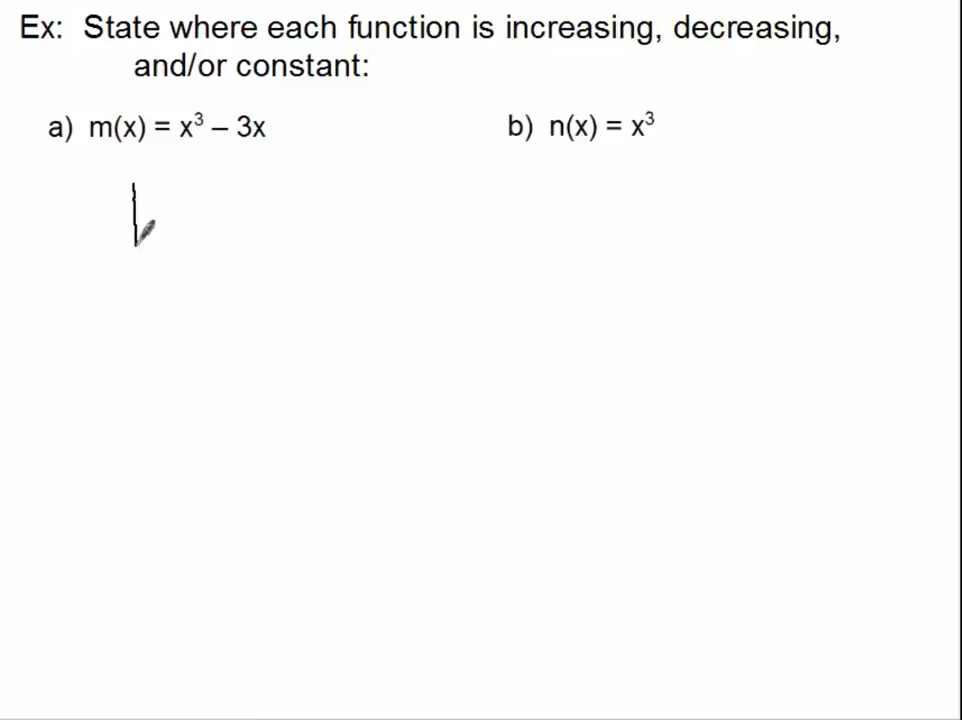 Ex: State where each function is increasing, decreasing,
and/or constant:
a) m(x) = x³ – 3x
b) n(x) = x³